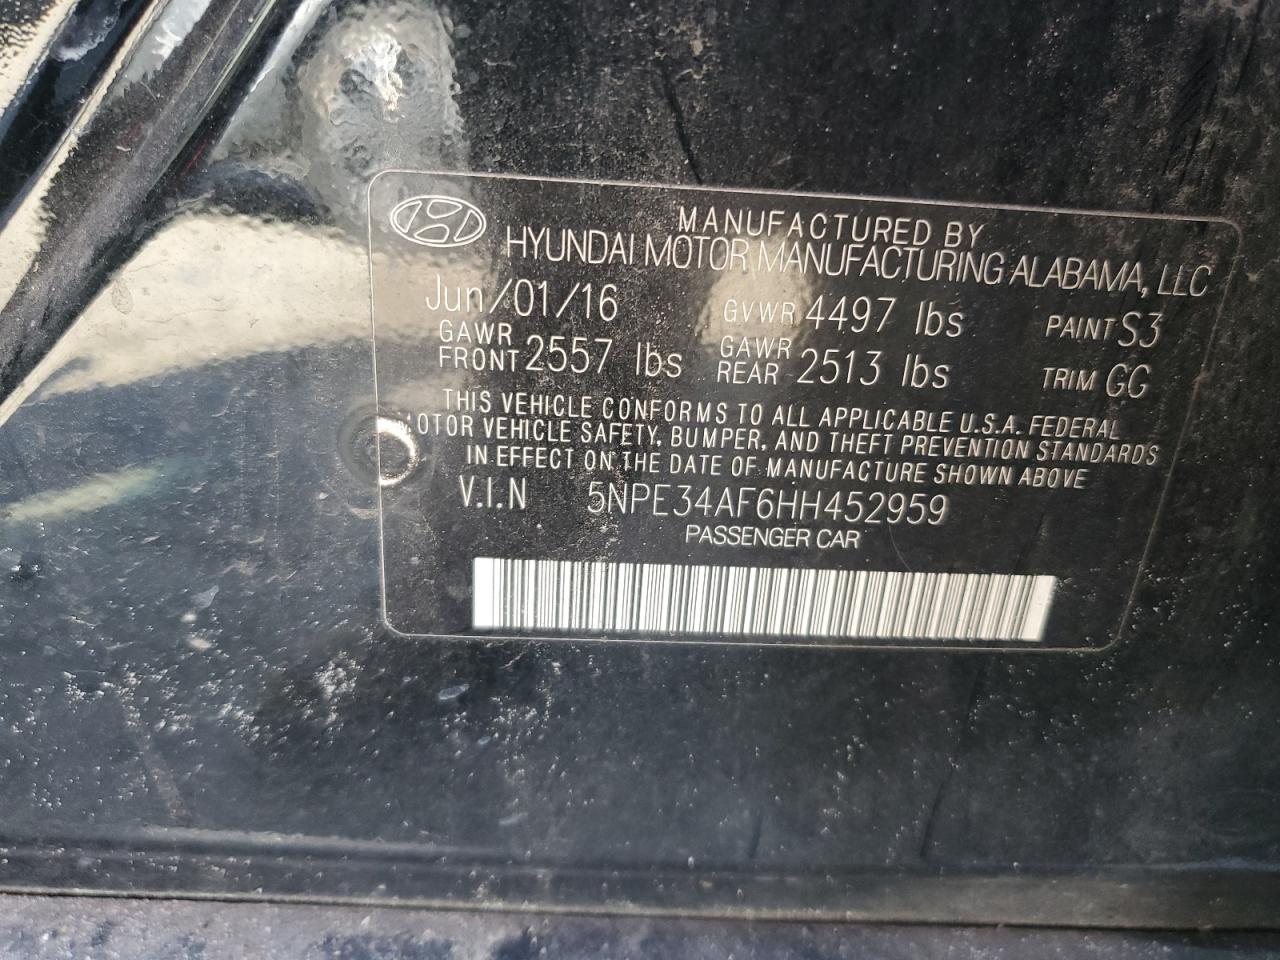 MANUFACTURED BY
HYUNDAI MOTOR MANUFACTURING ALABAMA, LLC
Jun/01/16 GVWR 4497 lbs PAINT S3
GAWR FRONT 2557 lbs GAWR REAR 2513 lbs TRIM GG
THIS VEHICLE CONFORMS TO ALL APPLICABLE U.S.A. FEDERAL
MOTOR VEHICLE SAFETY, BUMPER, AND THEFT PREVENTION STANDARDS
IN EFFECT ON THE DATE OF MANUFACTURE SHOWN ABOVE
V.I.N 5NPE34AF6HH452959
PASSENGER CAR